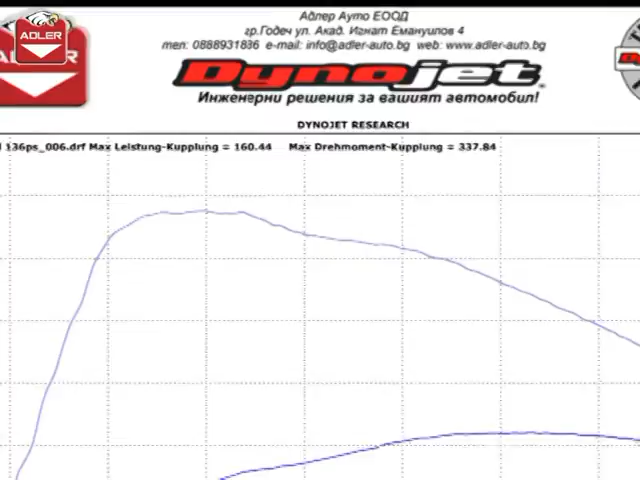 Адлер Ауто ЕООД
гр.Годеч ул. Акад. Игнат Емануилов 4
тел: 0888931836 e-mail: info@adler-auto.bg web: www.adler-auto.bg
ADLER
Dynojet
Инженерни решения за вашият автомобил!
DYNOJET RESEARCH
136ps_006.drf Max Leistung-Kupplung = 160.44 Max Drehmoment-Kupplung = 337.84